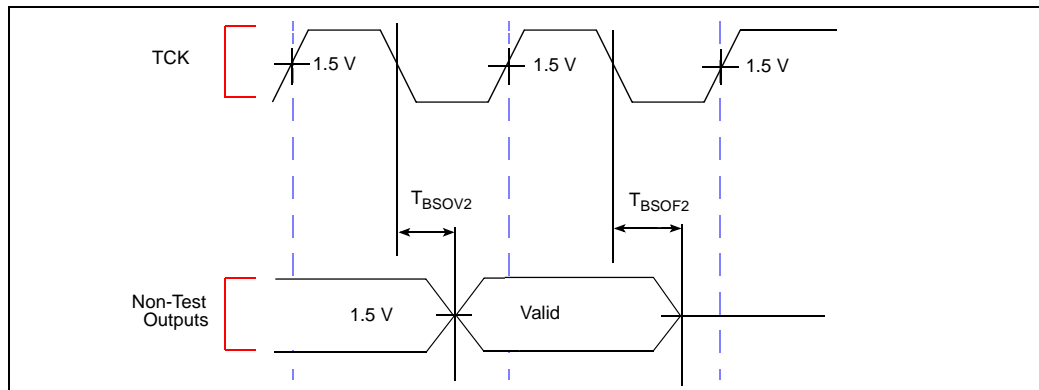 TCK
1.5 V
1.5 V
1.5 V
TBSOV2
TBSOF2
Non-Test
Outputs
1.5 V
Valid